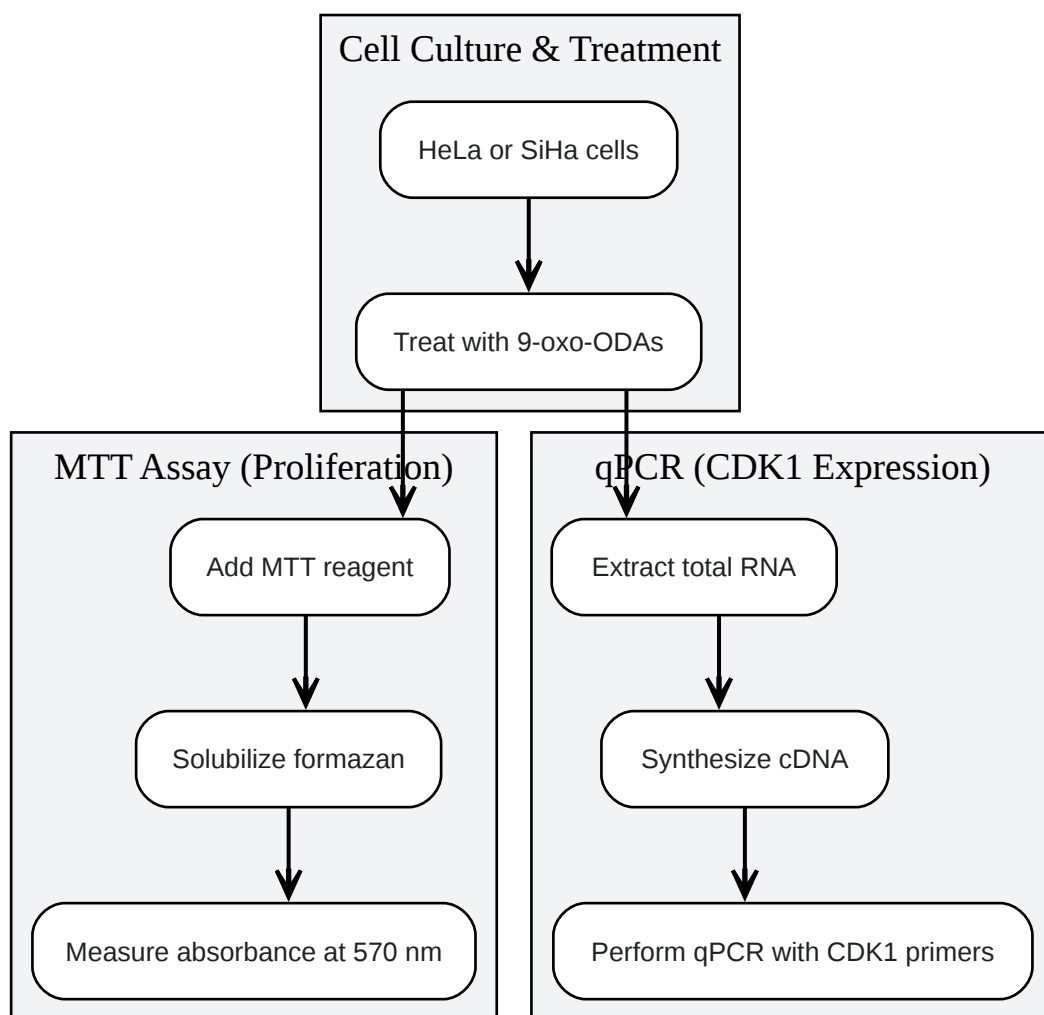 Cell Culture & Treatment
HeLa or SiHa cells
Treat with 9-oxo-ODAs
MTT Assay (Proliferation)
Add MTT reagent
Solubilize formazan
Measure absorbance at 570 nm
qPCR (CDK1 Expression)
Extract total RNA
Synthesize cDNA
Perform qPCR with CDK1 primers